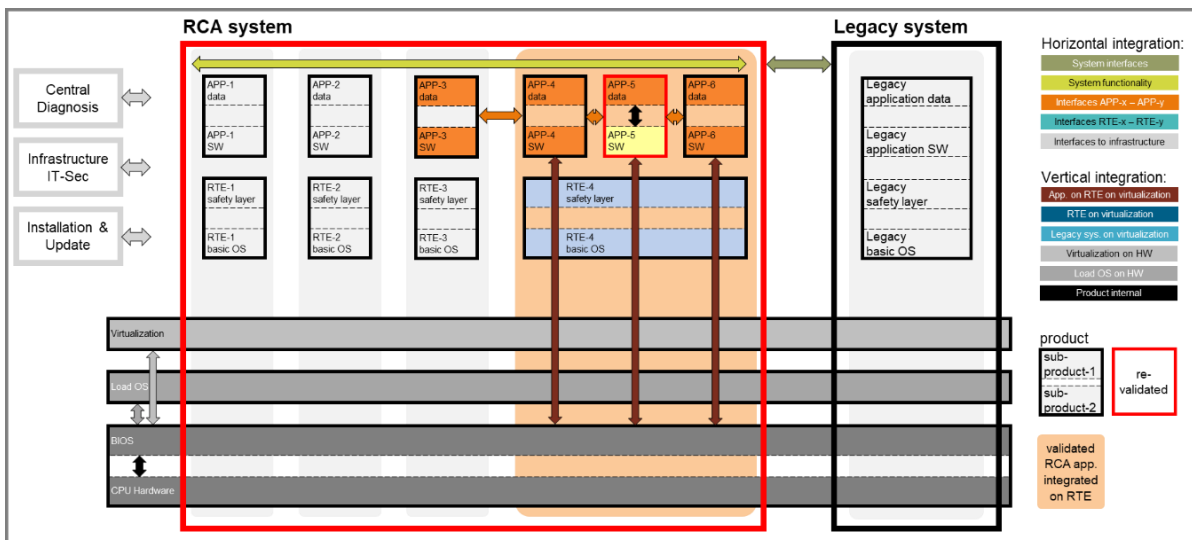 RCA system
Legacy system
Horizontal integration:
System interfaces
System functionality
Interfaces APP-x – APP-y
Interfaces RTE-x – RTE-y
Interfaces to infrastructure
Vertical integration:
App. on RTE on virtualization
RTE on virtualization
Legacy sys. on virtualization
Virtualization on HW
Load OS on HW
Product internal
Central
Diagnosis
Infrastructure
IT-Sec
Installation &
Update
APP-1
data
APP-1
SW
APP-2
data
APP-2
SW
APP-3
data
APP-3
SW
APP-4
data
APP-4
SW
APP-5
data
APP-5
SW
APP-6
data
APP-6
SW
RTE-1
safety layer
RTE-1
basic OS
RTE-2
safety layer
RTE-2
basic OS
RTE-3
safety layer
RTE-3
basic OS
RTE-4
safety layer
RTE-4
basic OS
Legacy
application data
Legacy
application SW
Legacy
safety layer
Legacy
basic OS
Virtualization
Load OS
BIOS
CPU Hardware
product
sub-
product-1
sub-
product-2
re-
validated
validated
RCA app.
integrated
on RTE